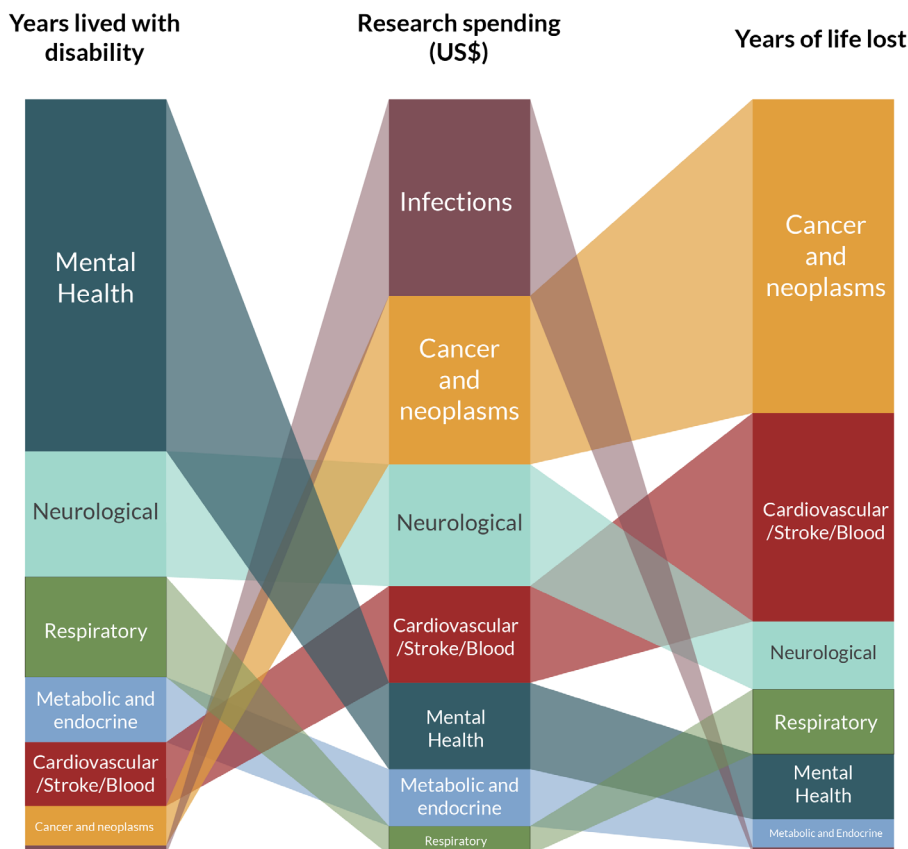 Years lived with
disability
Research spending
(US$)
Years of life lost
Mental
Health
Neurological
Respiratory
Metabolic and
endocrine
Cardiovascular
/Stroke/Blood
Cancer and neoplasms
Infections
Cancer
and
neoplasms
Neurological
Cardiovascular
/Stroke/Blood
Mental
Health
Metabolic and
endocrine
Respiratory
Cancer
and
neoplasms
Cardiovascular
/Stroke/Blood
Neurological
Respiratory
Mental
Health
Metabolic and Endocrine